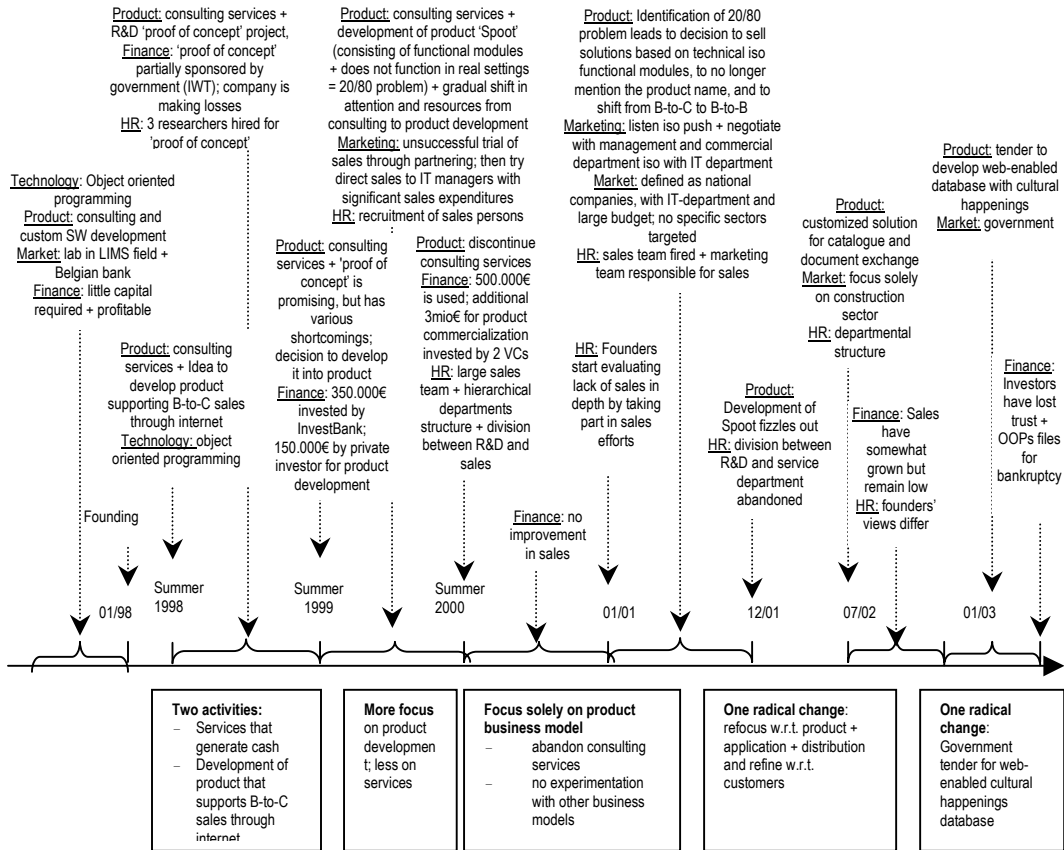 Product: consulting services +
R&D 'proof of concept' project,
Finance: 'proof of concept'
partially sponsored by
government (IWT); company is
making losses
HR: 3 researchers hired for
'proof of concept'
Product: consulting services +
development of product 'Spoot'
(consisting of functional modules
+ does not function in real settings
= 20/80 problem) + gradual shift in
attention and resources from
consulting to product development
Marketing: unsuccessful trial of
sales through partnering; then try
direct sales to IT managers with
significant sales expenditures
HR: recruitment of sales persons
Product: Identification of 20/80
problem leads to decision to sell
solutions based on technical iso
functional modules, to no longer
mention the product name, and to
shift from B-to-C to B-to-B
Marketing: listen iso push + negotiate
with management and commercial
department iso with IT department
Market: defined as national
companies, with IT-department and
large budget; no specific sectors
targeted
HR: sales team fired + marketing
team responsible for sales
Product: tender to
develop web-enabled
database with cultural
happenings
Market: government
Technology: Object oriented
programming
Product: consulting and
custom SW development
Market: lab in LIMS field +
Belgian bank
Finance: little capital
required + profitable
Product:
customized solution
for catalogue and
document exchange
Market: focus solely
on construction
sector
HR: departmental
structure
Product: consulting
services + 'proof of
concept' is
promising, but has
various
shortcomings;
decision to develop
it into product
Finance: 350.000€
invested by
InvestBank;
150.000€ by private
investor for product
development
Product: discontinue
consulting services
Finance: 500.000€
is used; additional
3mio€ for product
commercialization
invested by 2 VCs
HR: large sales
team + hierarchical
departments
structure + division
between R&D and
sales
Product: consulting
services + Idea to
develop product
supporting B-to-C sales
through internet
Technology: object
oriented programming
HR: Founders
start evaluating
lack of sales in
depth by taking
part in sales
efforts
Product:
Development of
Spoot fizzles out
HR: division between
R&D and service
department
abandoned
Finance: Sales
have
somewhat
grown but
remain low
HR: founders'
views differ
Finance:
Investors
have lost
trust +
OOPs files
for
bankruptcy
Founding
Finance: no
improvement
in sales
01/98
Summer
1998
Summer
1999
Summer
2000
01/01
12/01
07/02
01/03
Two activities:
– Services that
generate cash
– Development of
product that
supports B-to-C
sales through
internet
More focus
on product
developmen
t; less on
services
Focus solely on product
business model
– abandon consulting
services
– no experimentation
with other business
models
One radical change:
refocus w.r.t. product +
application + distribution
and refine w.r.t.
customers
One radical
change:
Government
tender for web-
enabled cultural
happenings
database